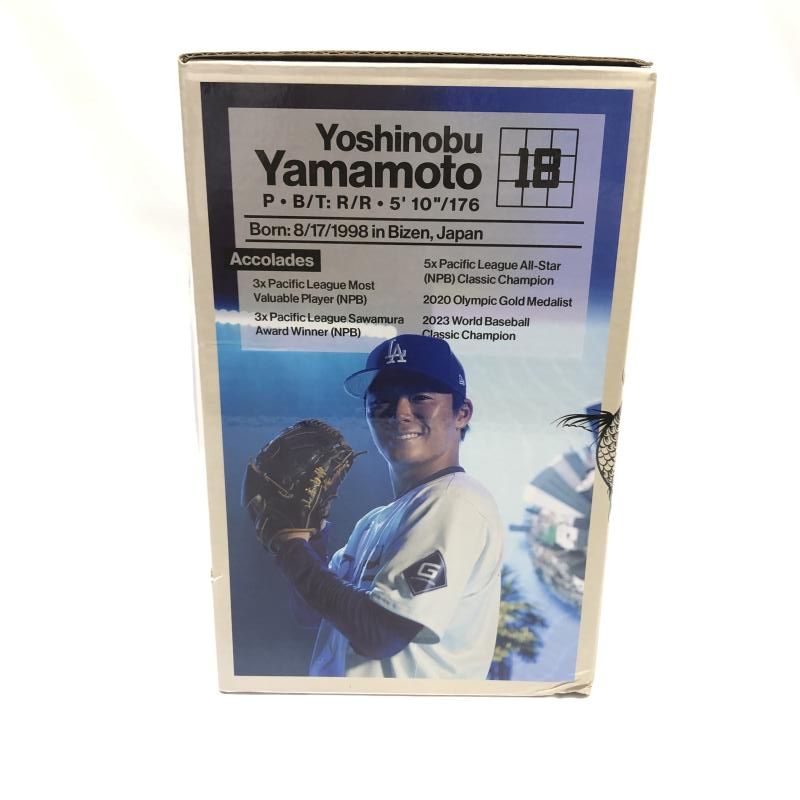 Yoshinobu
Yamamoto
18
P • B/T: R/R • 5' 10"/176
Born: 8/17/1998 in Bizen, Japan
Accolades
3x Pacific League Most
Valuable Player (NPB)
3x Pacific League Sawamura
Award Winner (NPB)
5x Pacific League All-Star
(NPB) Classic Champion
2020 Olympic Gold Medalist
2023 World Baseball
Classic Champion
LA
G